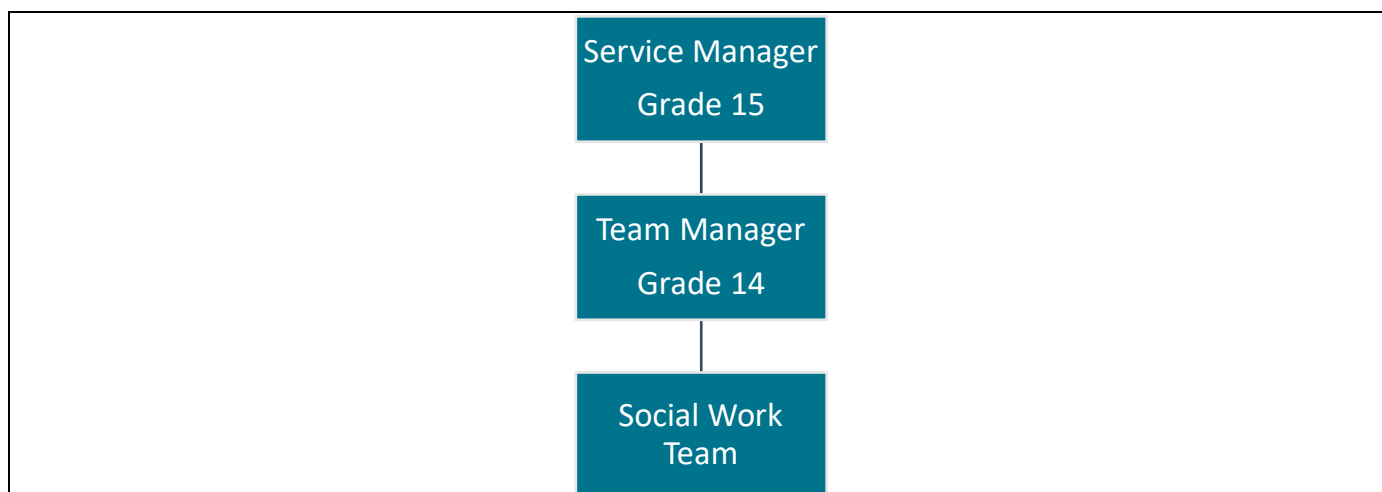 Service Manager
Grade 15
Team Manager
Grade 14
Social Work
Team